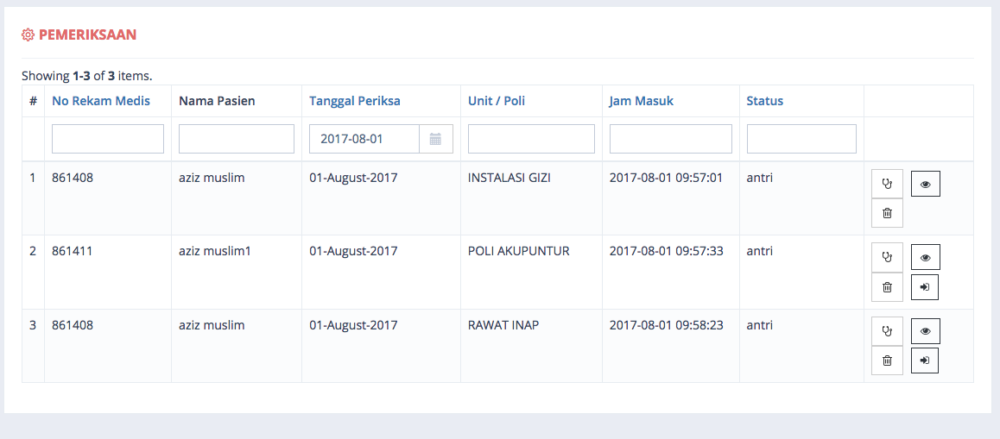 PEMERIKSAAN
Showing 1-3 of 3 items.
# No Rekam Medis Nama Pasien Tanggal Periksa Unit / Poli Jam Masuk Status
2017-08-01
1 861408 aziz muslim 01-August-2017 INSTALASI GIZI 2017-08-01 09:57:01 antri
2 861411 aziz muslim1 01-August-2017 POLI AKUPUNTUR 2017-08-01 09:57:33 antri
3 861408 aziz muslim 01-August-2017 RAWAT INAP 2017-08-01 09:58:23 antri